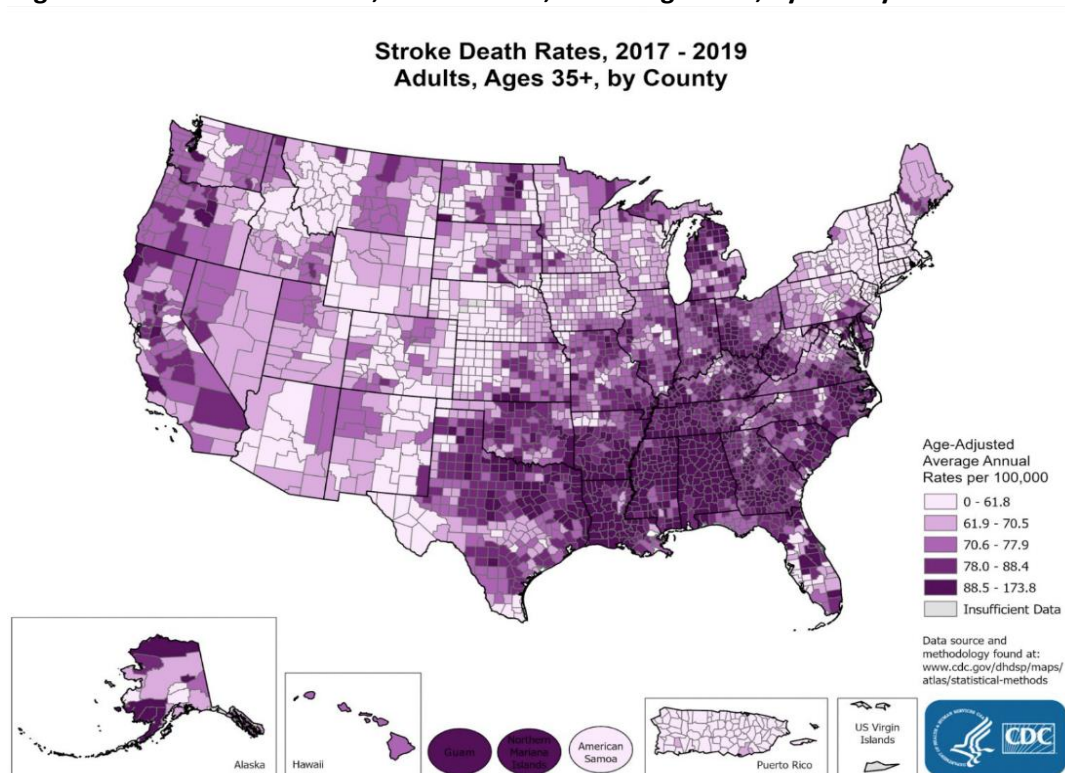 Stroke Death Rates, 2017 - 2019
Adults, Ages 35+, by County
Age-Adjusted
Average Annual
Rates per 100,000
0 - 61.8
61.9 - 70.5
70.6 - 77.9
78.0 - 88.4
88.5 - 173.8
Insufficient Data
Data source and
methodology found at:
www.cdc.gov/dhdsp/maps/
atlas/statistical-methods
Alaska
Hawaii
Guam
Northern
Mariana
Islands
American
Samoa
Puerto Rico
US Virgin
Islands
CDC